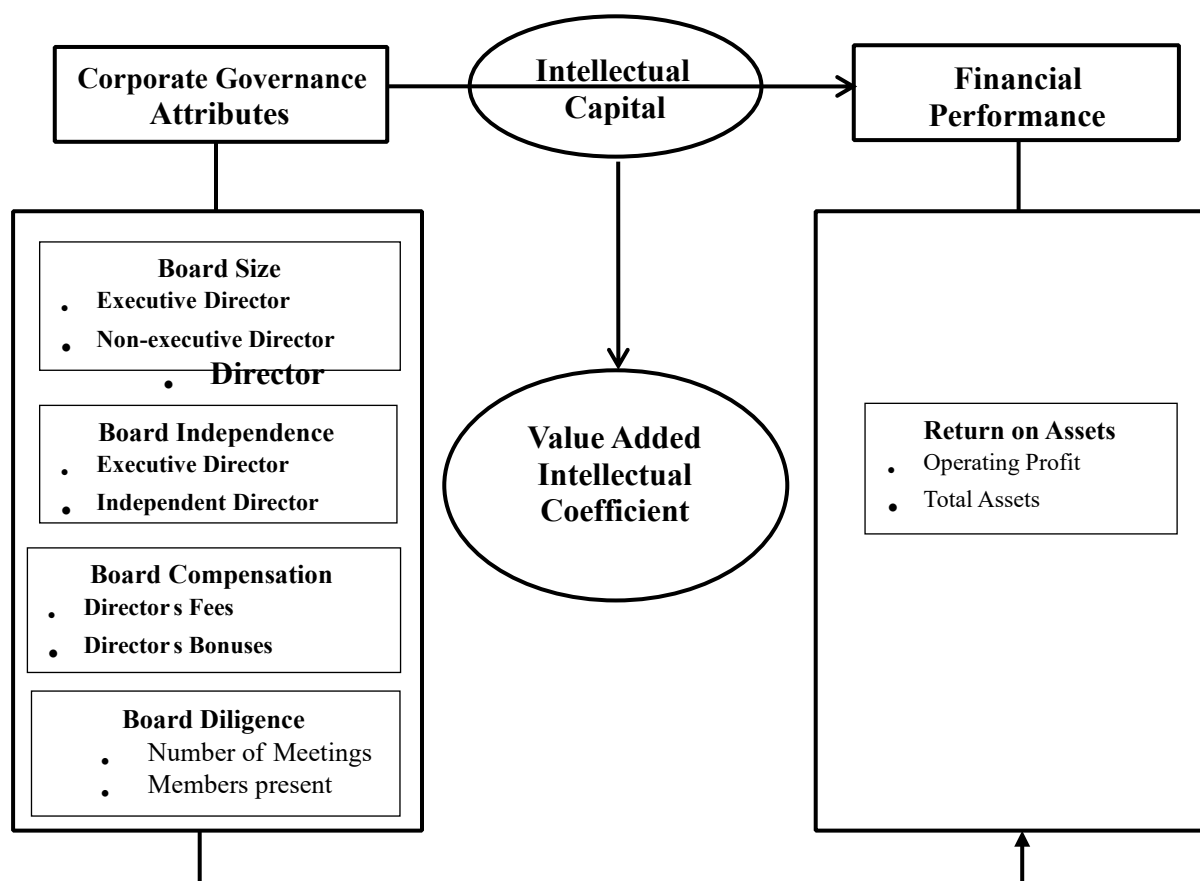 Corporate Governance
Attributes
Intellectual
Capital
Financial
Performance
Board Size
• Executive Director
• Non-executive Director
• Director
Board Independence
• Executive Director
• Independent Director
Board Compensation
• Director s Fees
• Director s Bonuses
Board Diligence
• Number of Meetings
• Members present
Value Added
Intellectual
Coefficient
Return on Assets
• Operating Profit
• Total Assets